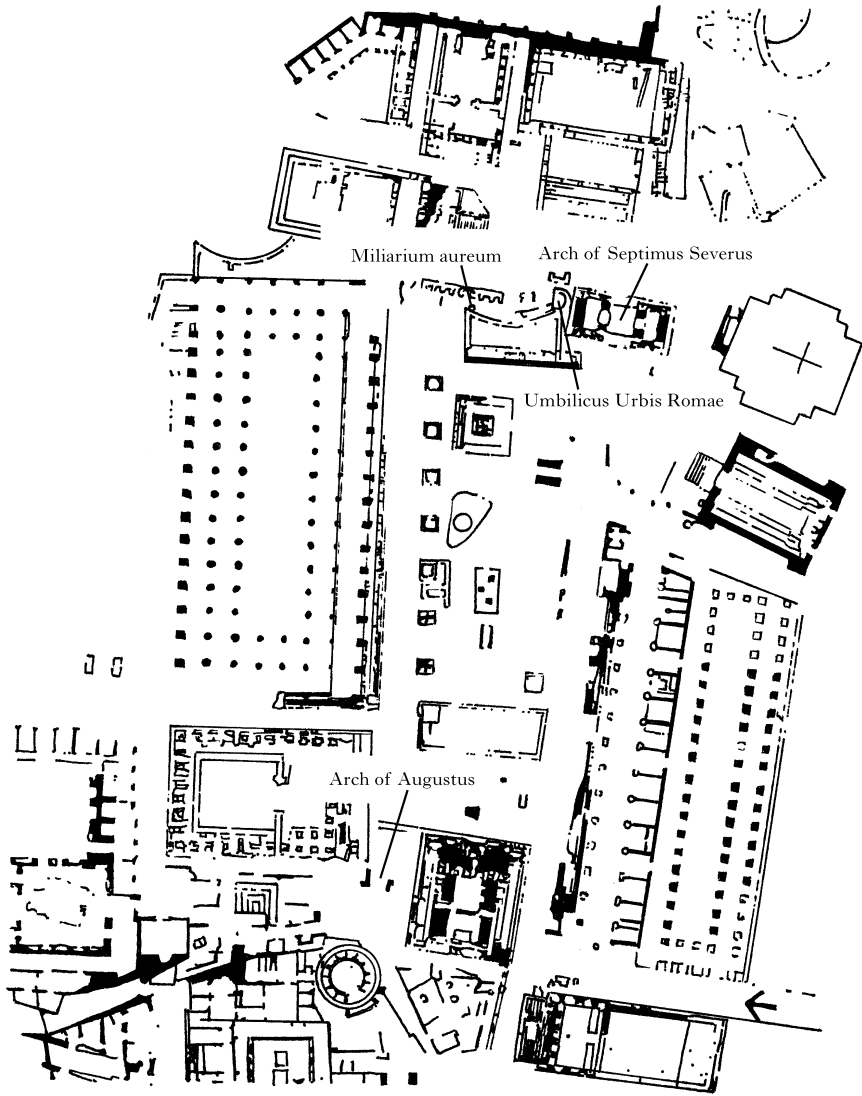 Miliarium aureum
Arch of Septimus Severus
Umbilicus Urbis Romae
Arch of Augustus